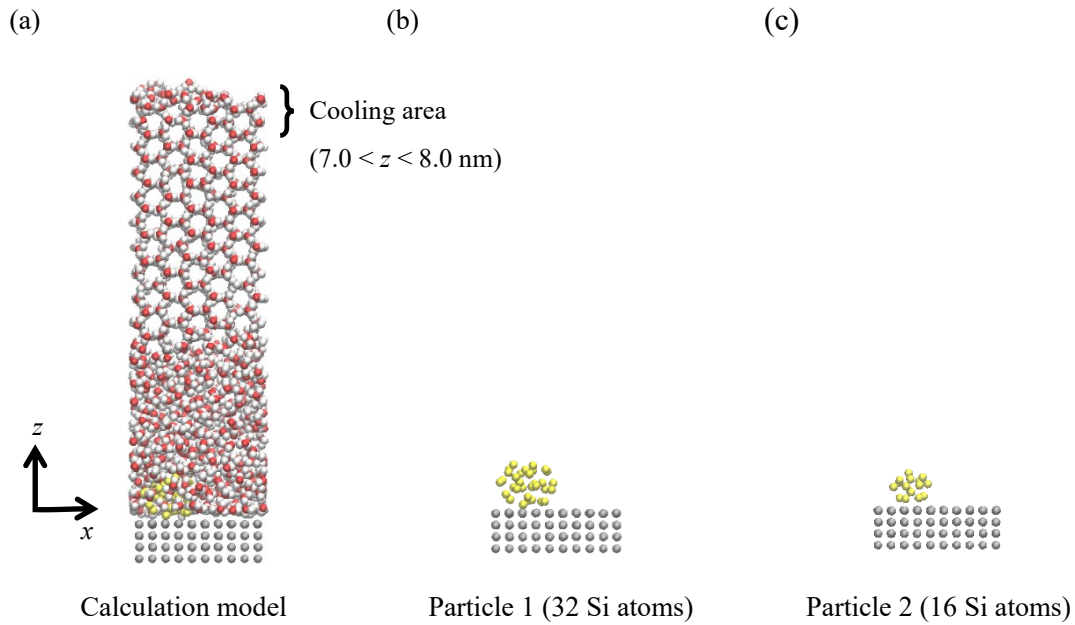 (a)
(b)
(c)
Cooling area
(7.0 < z < 8.0 nm)
z
x
Calculation model
Particle 1 (32 Si atoms)
Particle 2 (16 Si atoms)